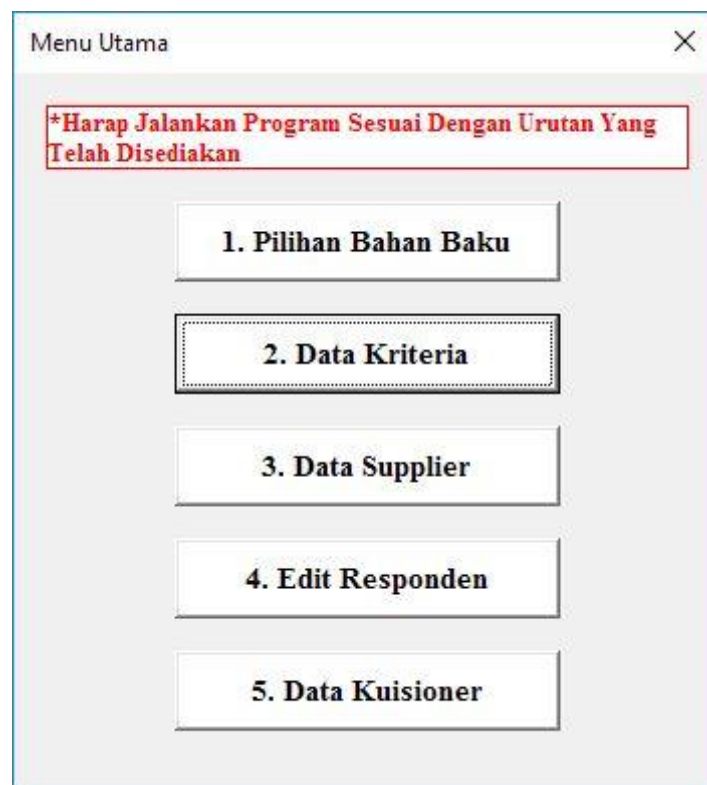 Menu Utama
*Harap Jalankan Program Sesuai Dengan Urutan Yang
Telah Disediakan
1. Pilihan Bahan Baku
2. Data Kriteria
3. Data Supplier
4. Edit Responden
5. Data Kuisioner